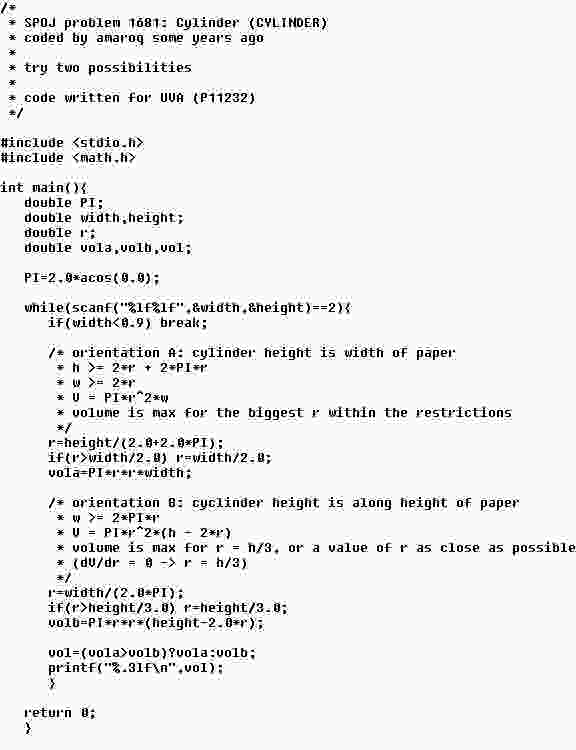 /*
 * SPOJ problem 1681: Cylinder (CYLINDER)
 * coded by amaroq some years ago
 *
 * try two possibilities
 *
 * code written for UVA (P11232)
 */

#include <stdio.h>
#include <math.h>

int main(){
   double PI;
   double width,height;
   double r;
   double vola,volb,vol;

   PI=2.0*acos(0.0);

   while(scanf("%lf%lf",&width,&height)==2){
      if(width<0.9) break;

      /* orientation A: cylinder height is width of paper
       * h >= 2*r + 2*PI*r
       * w >= 2*r
       * V = PI*r^2*w
       * volume is max for the biggest r within the restrictions
       */
      r=height/(2.0+2.0*PI);
      if(r>width/2.0) r=width/2.0;
      vola=PI*r*r*width;

      /* orientation B: cyclinder height is along height of paper
       * w >= 2*PI*r
       * V = PI*r^2*(h - 2*r)
       * volume is max for r = h/3, or a value of r as close as possible
       * (dV/dr = 0 -> r = h/3)
       */
      r=width/(2.0*PI);
      if(r>height/3.0) r=height/3.0;
      volb=PI*r*r*(height-2.0*r);

      vol=(vola>volb)?vola:volb;
      printf("%.3lf\n",vol);
      }

   return 0;
   }